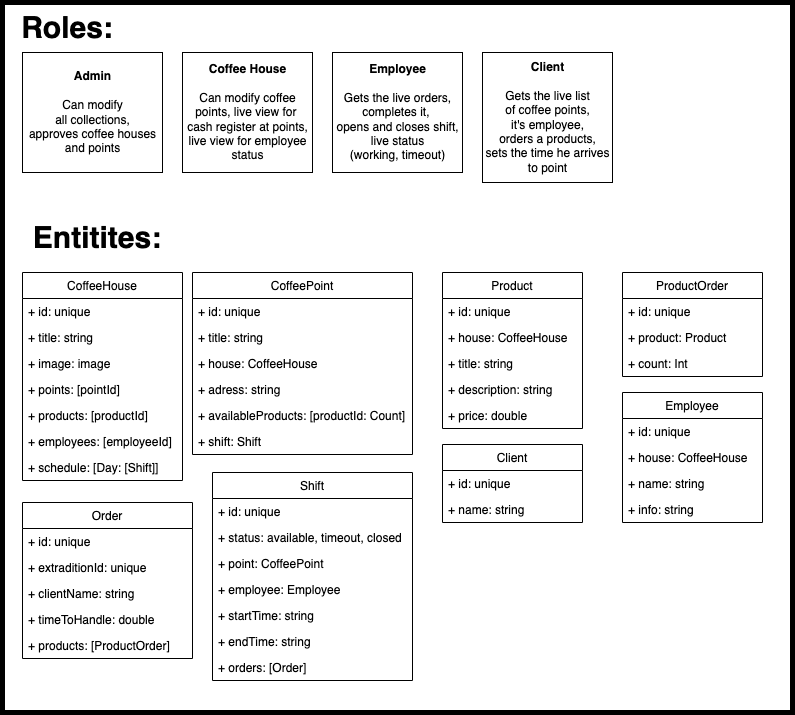 Roles:
Admin
Can modify
all collections,
approves coffee houses
and points
Coffee House
Can modify coffee
points, live view for
cash register at points,
live view for employee
status
Employee
Gets the live orders,
completes it,
opens and closes shift,
live status
(working, timeout)
Client
Gets the live list
of coffee points,
it's employee,
orders a products,
sets the time he arrives
to point
Entitites:
CoffeeHouse
+ id: unique
+ title: string
+ image: image
+ points: [pointId]
+ products: [productId]
+ employees: [employeeId]
+ schedule: [Day: [Shift]]
CoffeePoint
+ id: unique
+ title: string
+ house: CoffeeHouse
+ adress: string
+ availableProducts: [productId: Count]
+ shift: Shift
Product
+ id: unique
+ house: CoffeeHouse
+ title: string
+ description: string
+ price: double
ProductOrder
+ id: unique
+ product: Product
+ count: Int
Employee
+ id: unique
+ house: CoffeeHouse
+ name: string
+ info: string
Client
+ id: unique
+ name: string
Order
+ id: unique
+ extraditionId: unique
+ clientName: string
+ timeToHandle: double
+ products: [ProductOrder]
Shift
+ id: unique
+ status: available, timeout, closed
+ point: CoffeePoint
+ employee: Employee
+ startTime: string
+ endTime: string
+ orders: [Order]